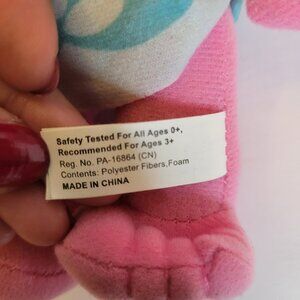 Safety Tested For All Ages 0+,
Recommended For Ages 3+
Reg. No. PA-16864 (CN)
Contents: Polyester Fibers,Foam
MADE IN CHINA